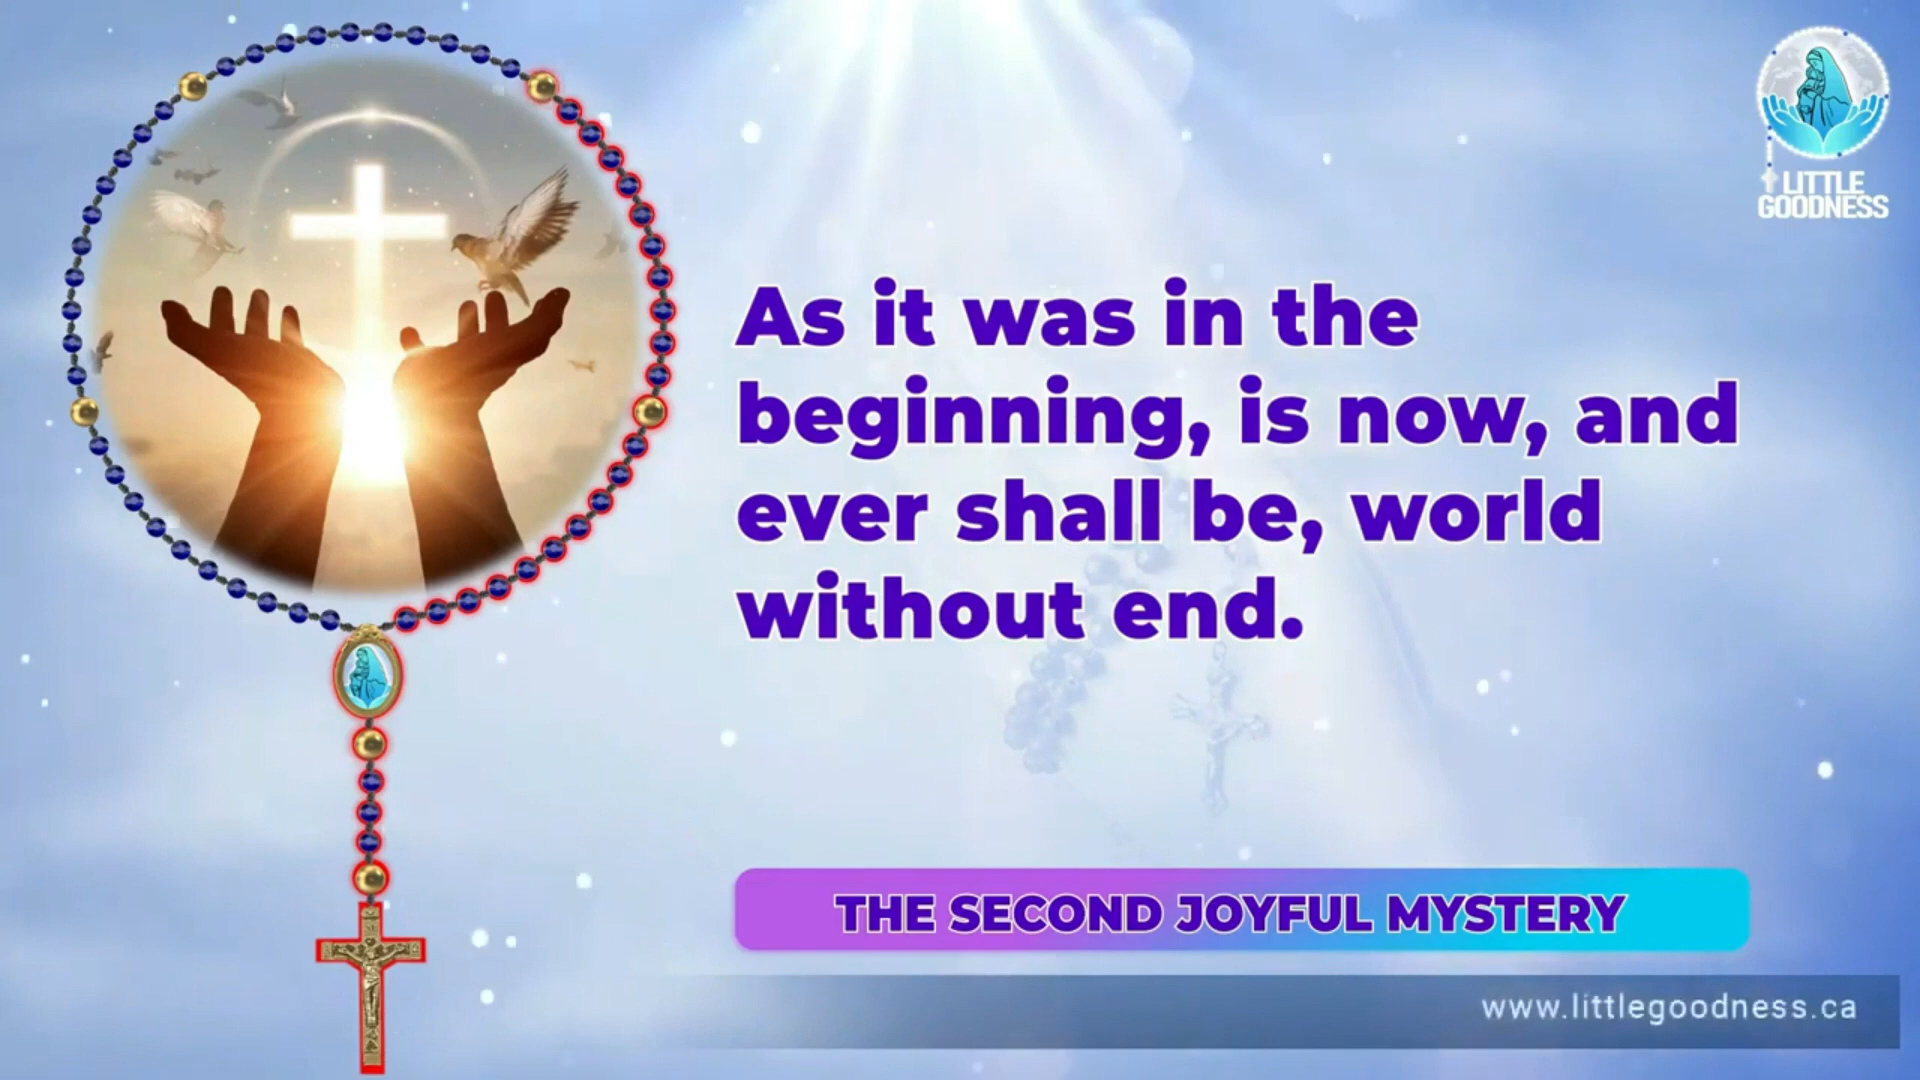 LITTLE
GOODNESS
As it was in the
beginning, is now, and
ever shall be, world
without end.
THE SECOND JOYFUL MYSTERY
www.littlegoodness.ca